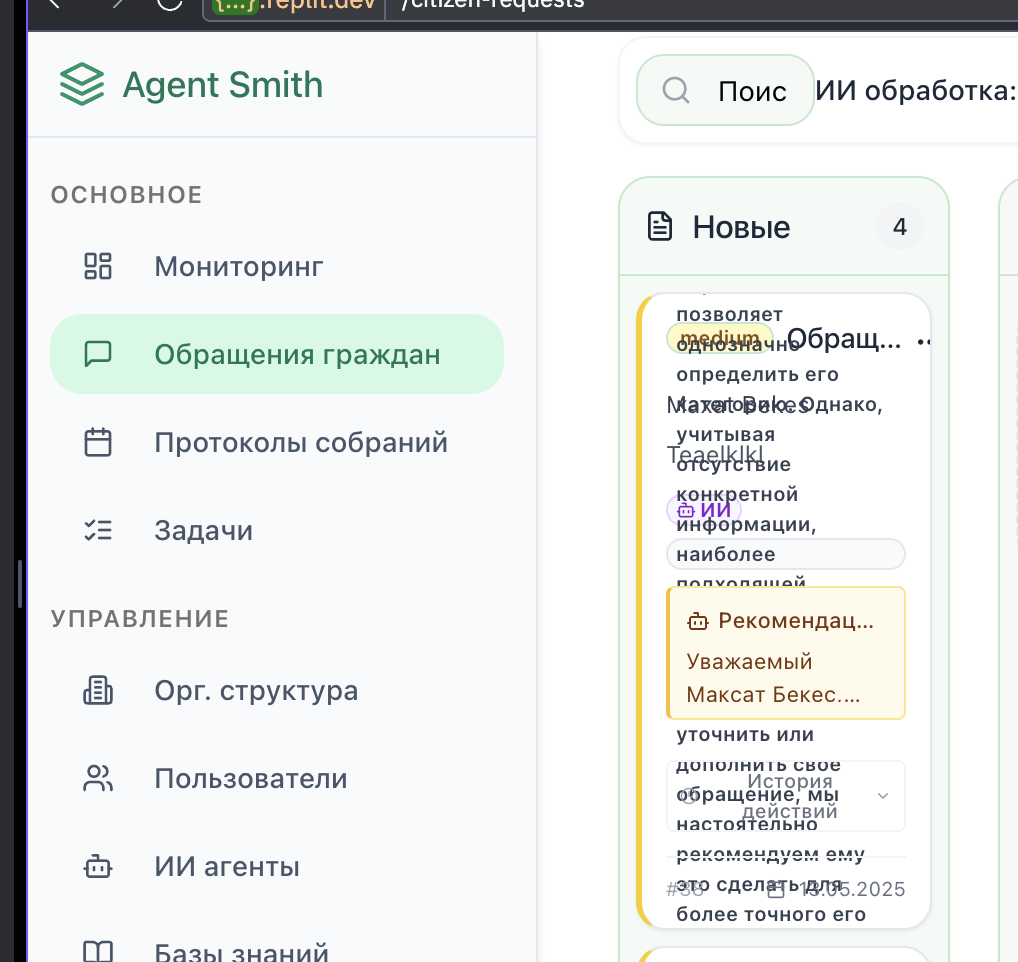 {...}.replit.dev /citizen-requests
Agent Smith
ОСНОВНОЕ
Мониторинг
Обращения граждан
Протоколы собраний
Задачи
УПРАВЛЕНИЕ
Орг. структура
Пользователи
ИИ агенты
Базы знаний
Поис
ИИ обработка:
Новые
4
medium
Обращ...
Maxat Bekes
Teaelklkl
ИИ
позволяет
однозначно
определить его
категорию. Однако,
учитывая
отсутствие
конкретной
информации,
наиболее
подходящей
Рекомендац...
Уважаемый
Максат Бекес....
уточнить или
дополнить свое
обращение, мы
настоятельно
рекомендуем ему
это сделать для
более точного его
История
действий
13.05.2025